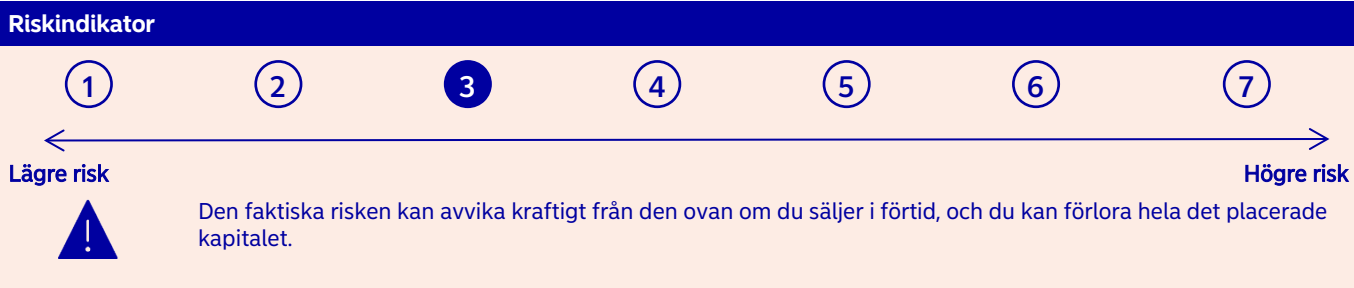 Riskindikator
1 2 3 4 5 6 7
Lägre risk Högre risk
Den faktiska risken kan avvika kraftigt från den ovan om du säljer i förtid, och du kan förlora hela det placerade
kapitalet.